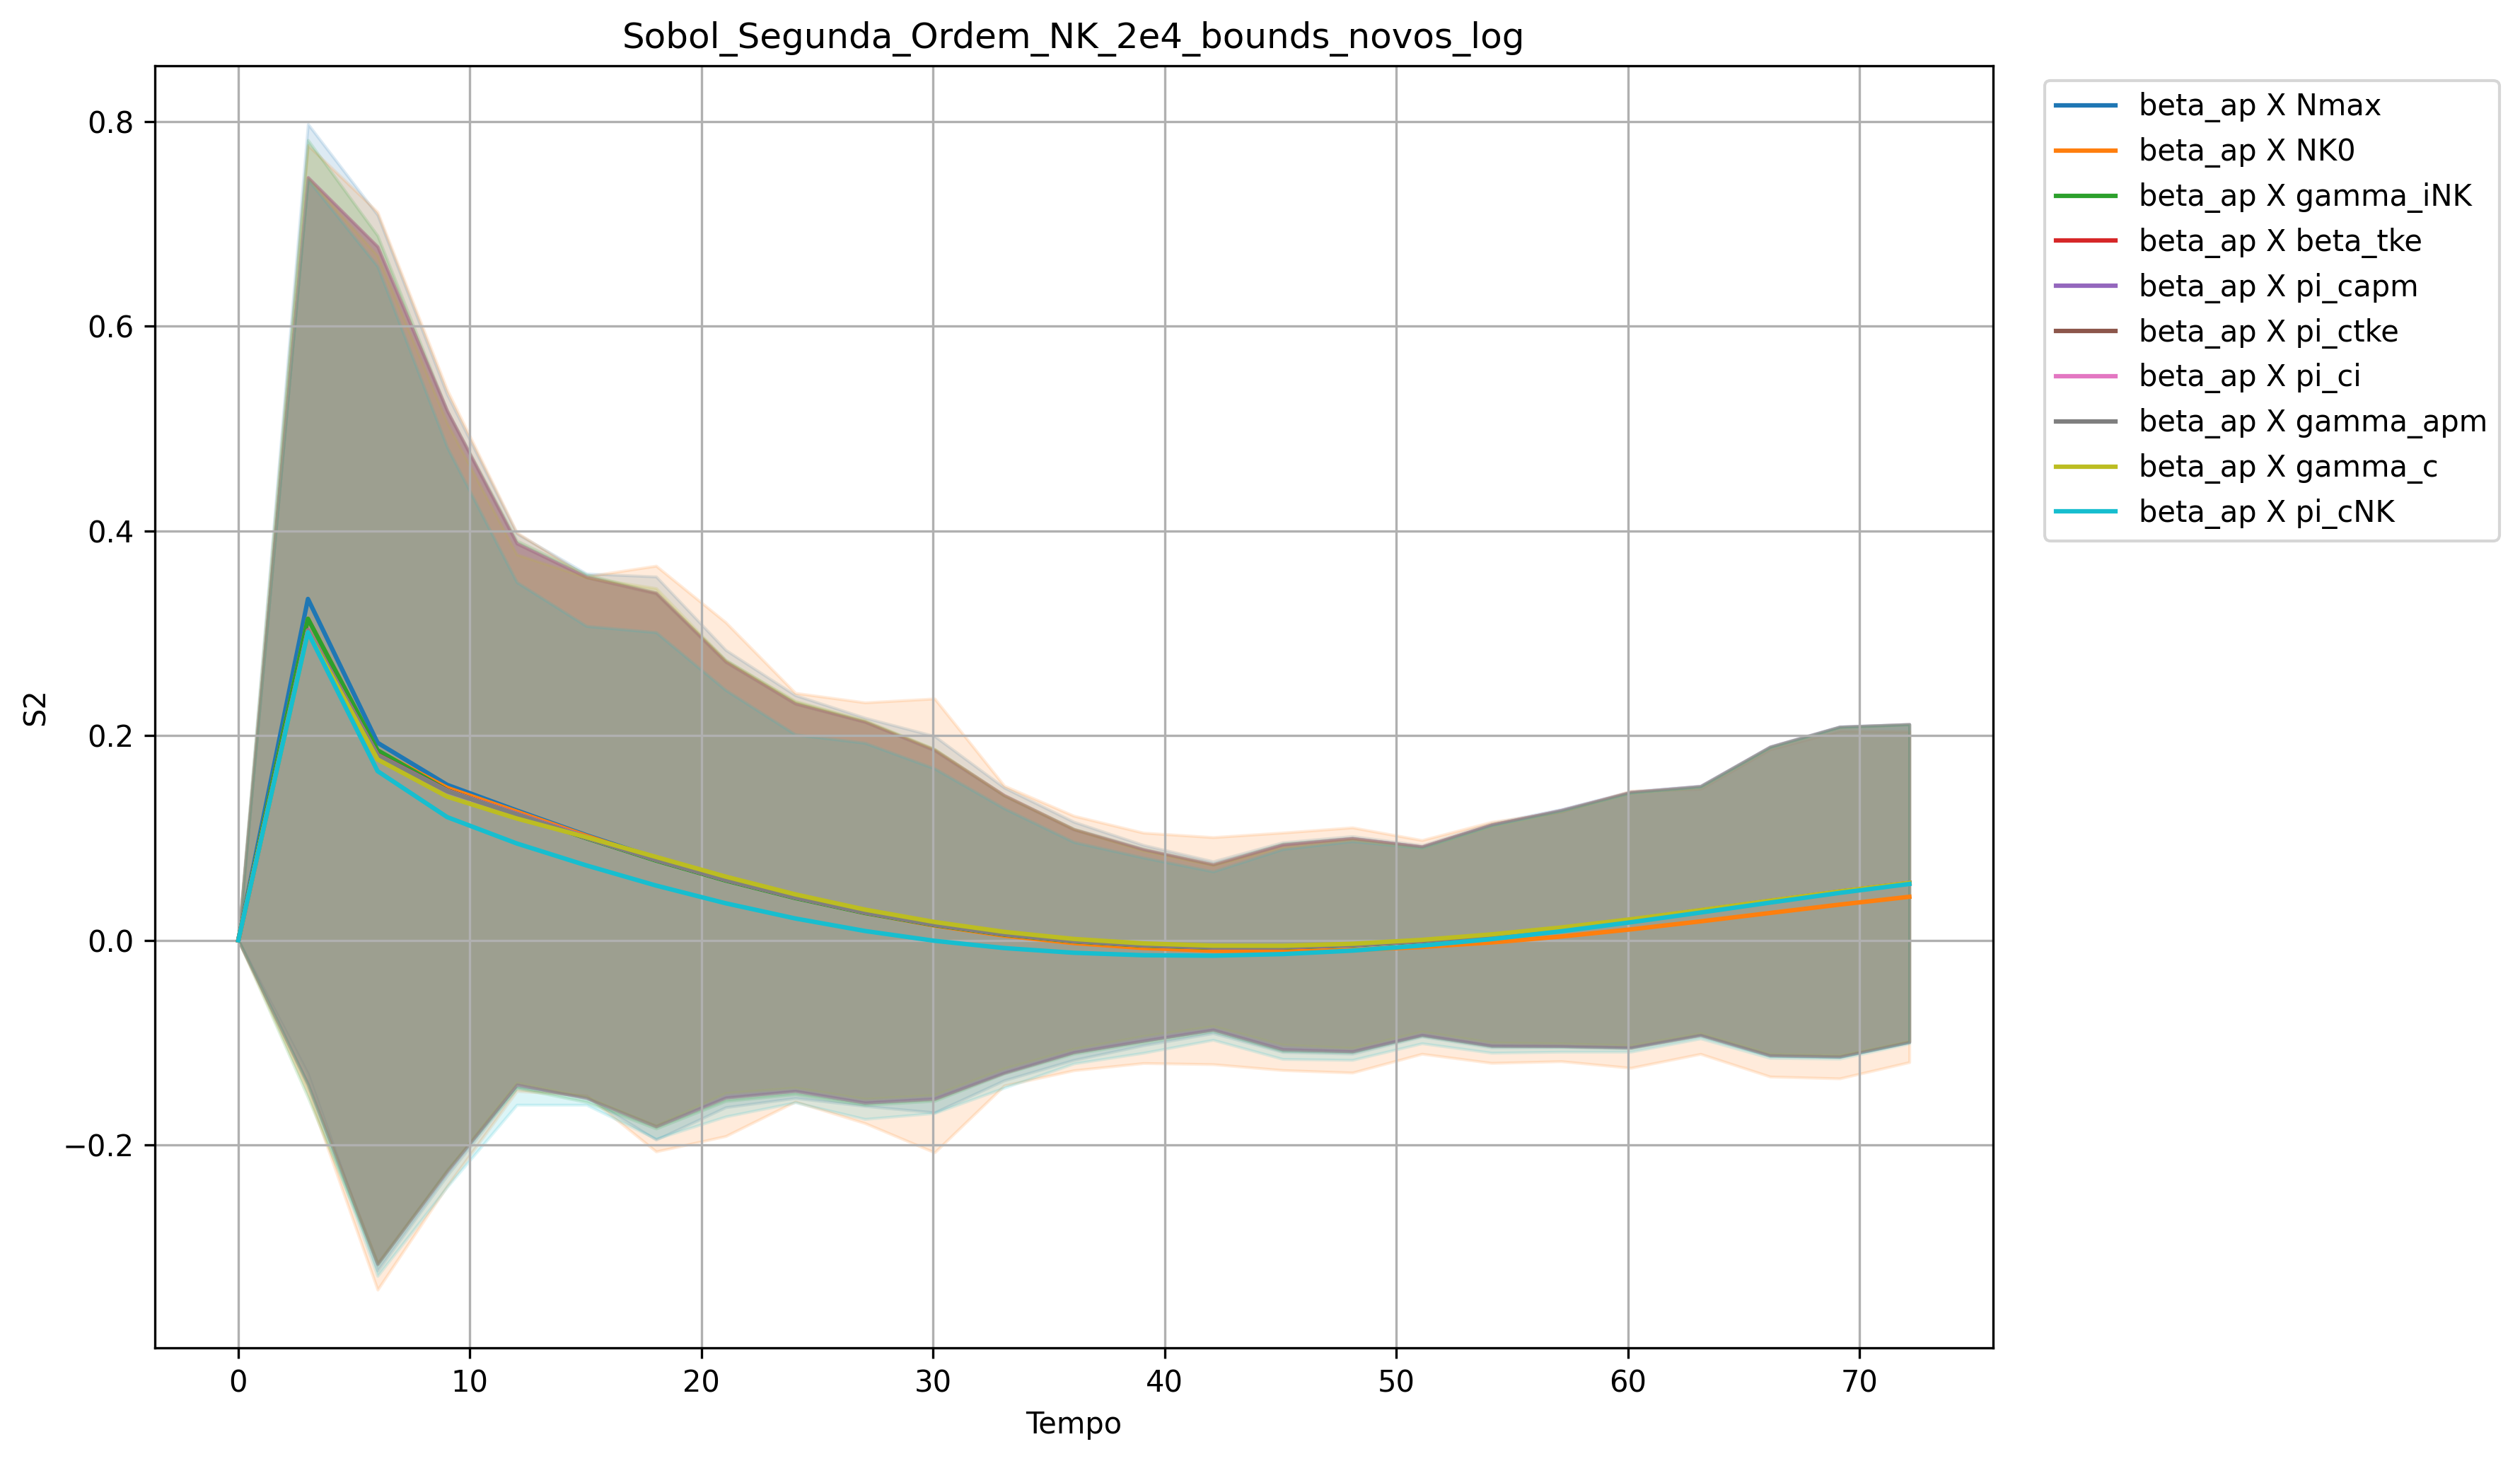 Sobol_Segunda_Ordem_NK_2e4_bounds_novos_log
beta_ap X Nmax
beta_ap X NK0
beta_ap X gamma_iNK
beta_ap X beta_tke
beta_ap X pi_capm
beta_ap X pi_ctke
beta_ap X pi_ci
beta_ap X gamma_apm
beta_ap X gamma_c
beta_ap X pi_cNK
S2
0.8
0.6
0.4
0.2
0.0
−0.2
0 10 20 30 40 50 60 70
Tempo